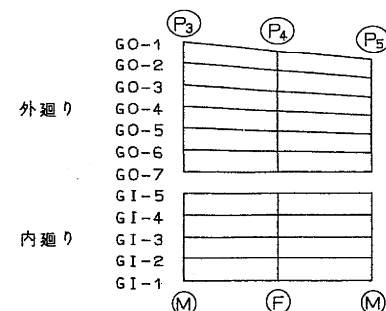 P3 P4 P5
GO-1
GO-2
GO-3
外廻り GO-4
GO-5
GO-6
GO-7
GI-5
GI-4
内廻り GI-3
GI-2
GI-1
M F M